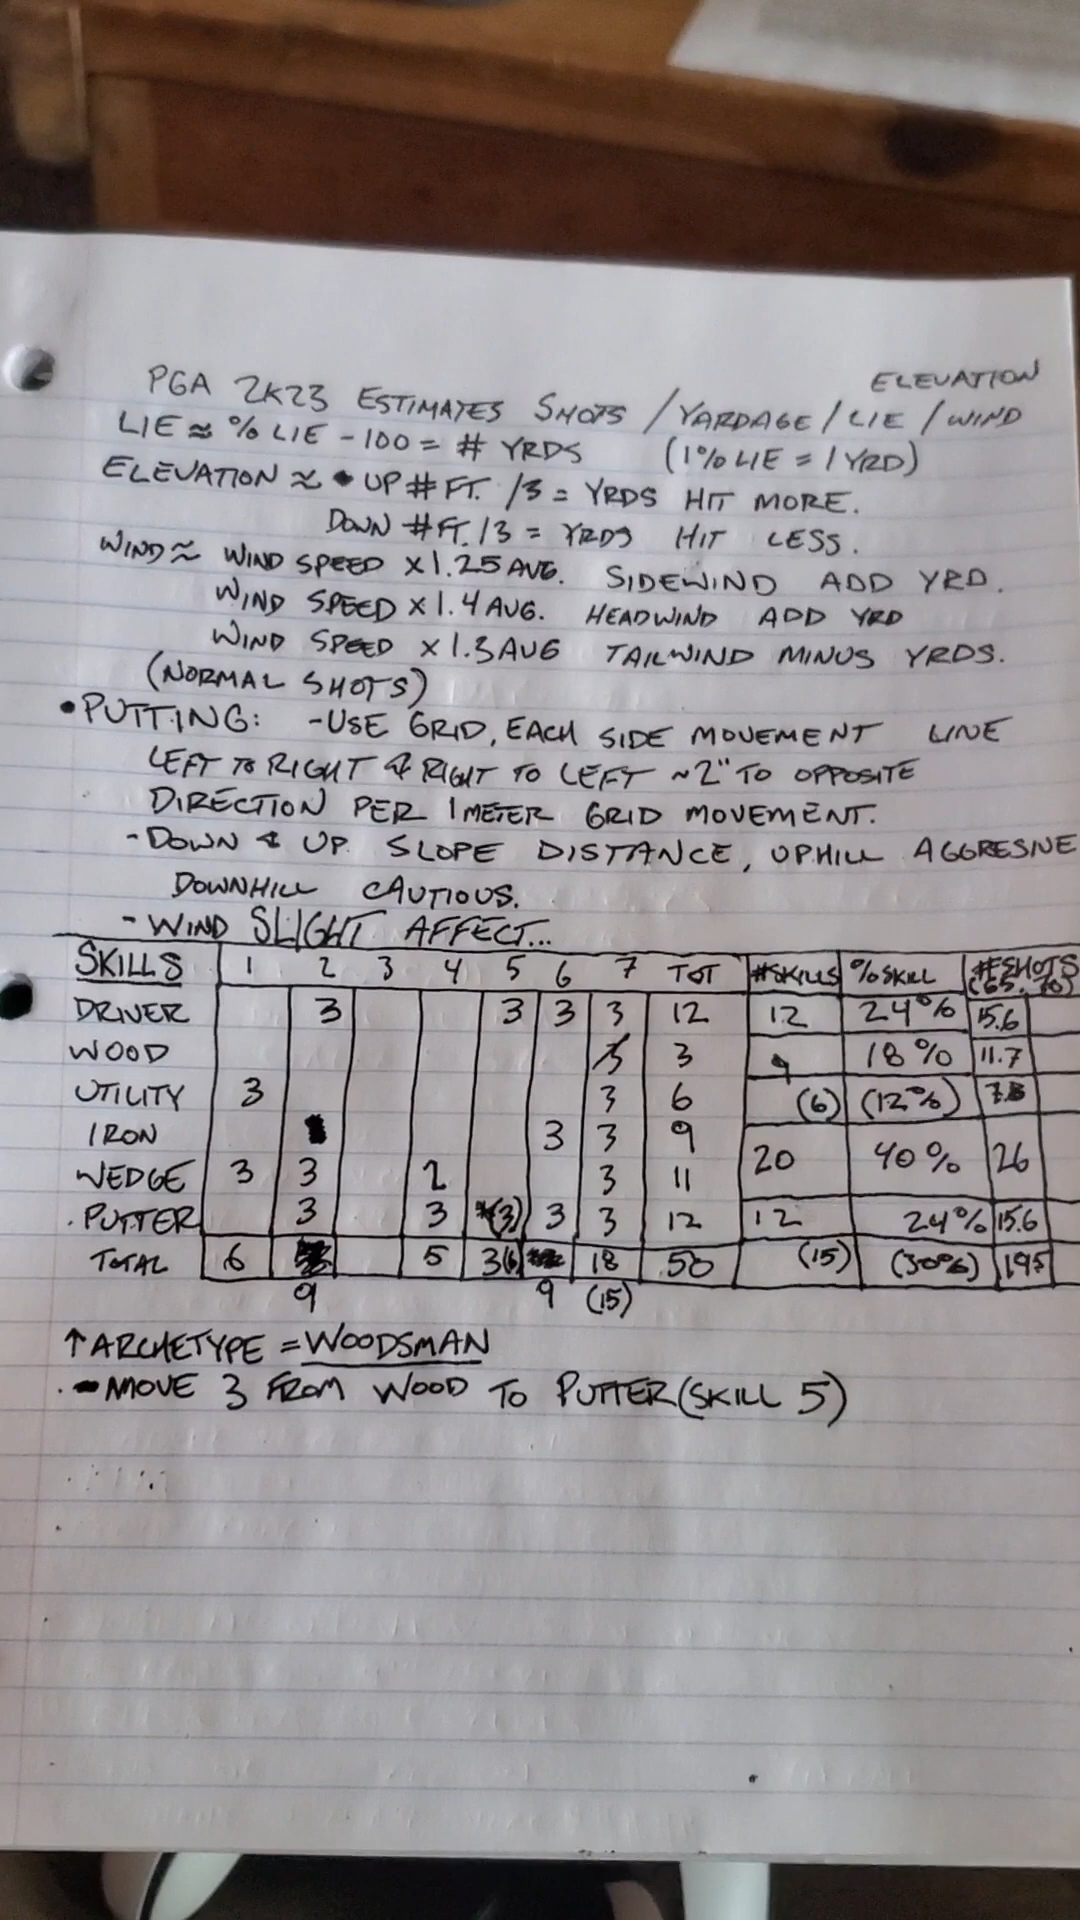 ELEVATION
PGA 2K23 ESTIMATES SHOTS / YARDAGE / LIE / WIND
LIE ≈ % LIE - 100 = # YRDS (1% LIE = 1 YRD)
ELEVATION ≈ • UP # FT. /3 = YRDS HIT MORE.
DOWN # FT. /3 = YRDS HIT LESS.
WIND ≈ WIND SPEED X 1.25 AVG. SIDEWIND ADD YRD.
WIND SPEED X 1.4 AVG. HEADWIND ADD YRD
WIND SPEED X 1.3 AVG TAILWIND MINUS YRDS.
(NORMAL SHOTS)
• PUTTING: - USE GRID, EACH SIDE MOVEMENT LINE
LEFT TO RIGHT & RIGHT TO LEFT ~2" TO OPPOSITE
DIRECTION PER 1 METER GRID MOVEMENT.
- DOWN & UP SLOPE DISTANCE, UPHILL AGGRESIVE
DOWNHILL CAUTIOUS.
- WIND SLIGHT AFFECT...
SKILLS 1 2 3 4 5 6 7 TOT #SKILLS %SKILL #SHOTS
DRIVER 3 3 3 3 12 12 24% 15.6
WOOD 3 3 9 18% 11.7
UTILITY 3 3 6 (6) (12%) 7.8
IRON 3 3 9 20 40% 26
WEDGE 3 3 2 3 11
PUTTER 3 3 (3) 3 3 12 12 24% 15.6
TOTAL 6 5 3(6) 18 50 (15) (30%) 19.5
9 9 (15)
↑ ARCHETYPE = WOODSMAN
- MOVE 3 FROM WOOD TO PUTTER (SKILL 5)